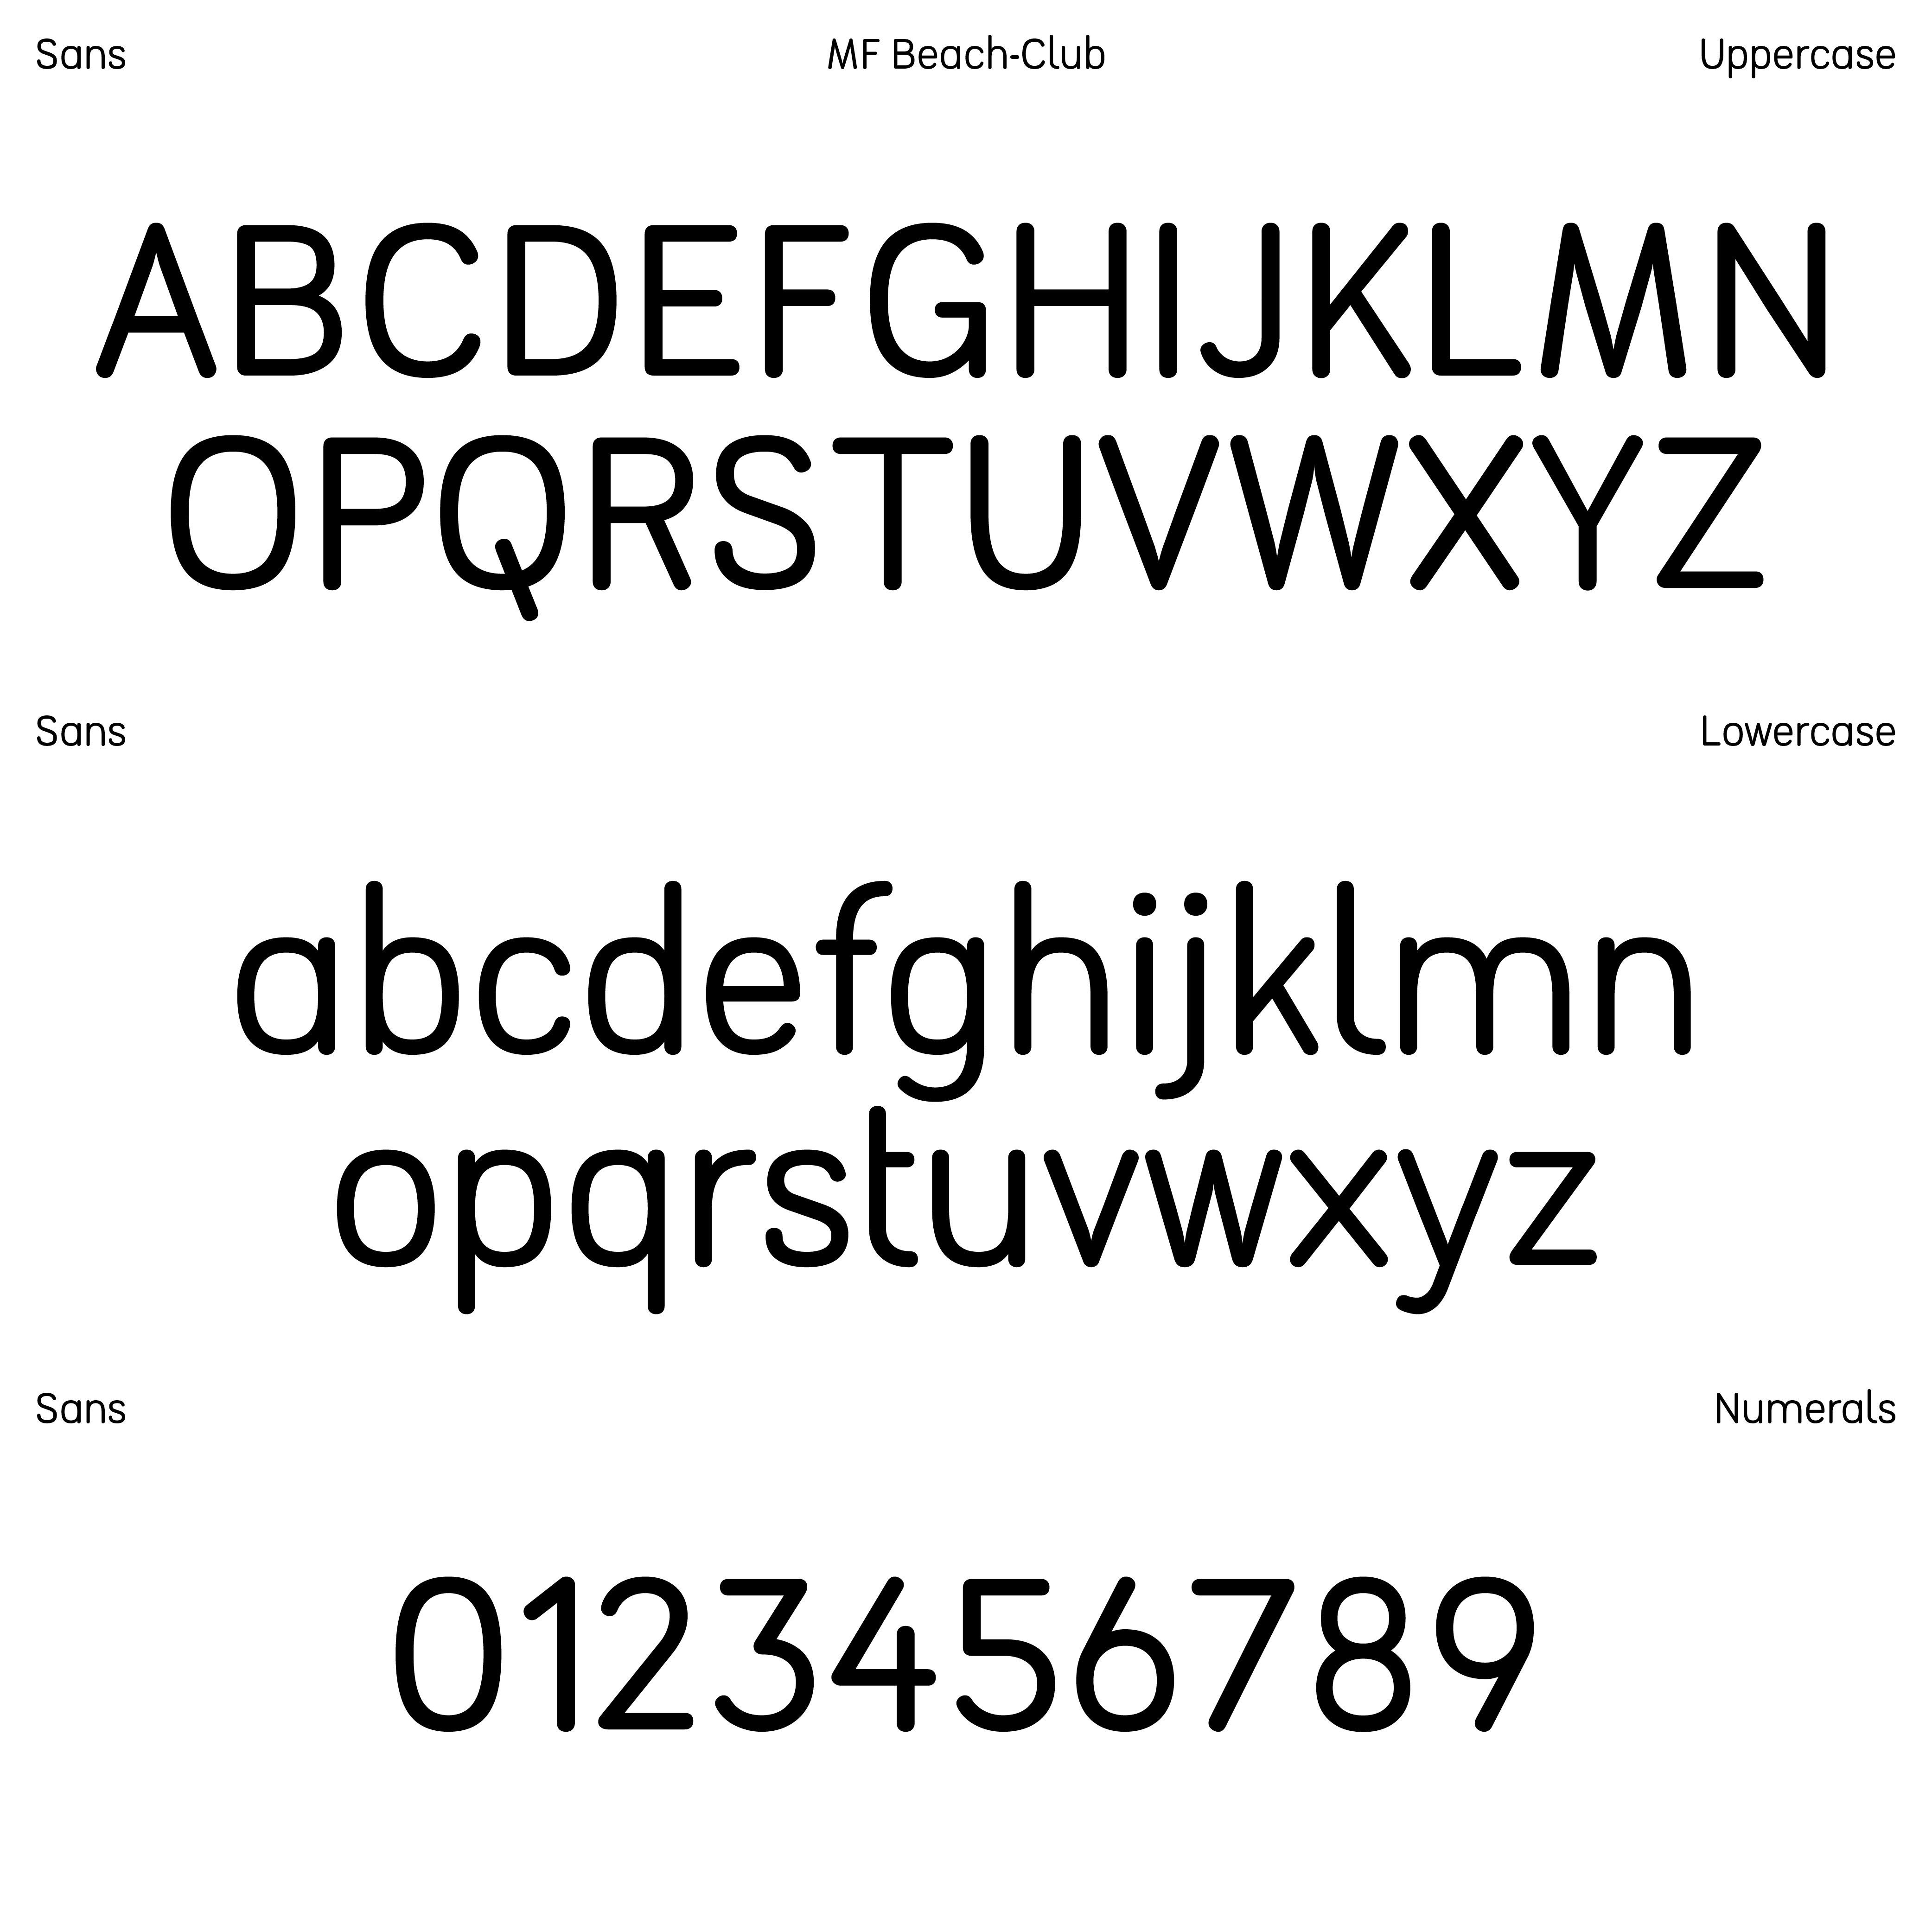 Sans MF Beach-Club Uppercase
ABCDEFGHIJKLMN
OPQRSTUVWXYZ
Sans Lowercase
abcdefghijklmn
opqrstuvwxyz
Sans Numerals
0123456789